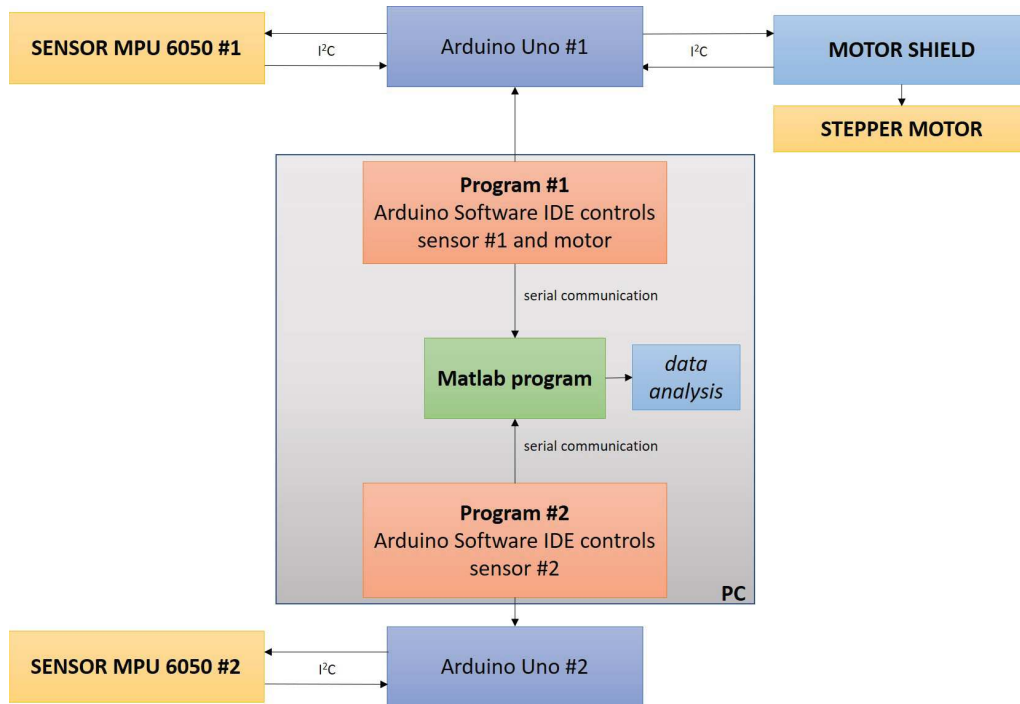 SENSOR MPU 6050 #1
I²C
Arduino Uno #1
I²C
MOTOR SHIELD
STEPPER MOTOR
Program #1
Arduino Software IDE controls
sensor #1 and motor
serial communication
Matlab program
data
analysis
serial communication
Program #2
Arduino Software IDE controls
sensor #2
PC
SENSOR MPU 6050 #2
I²C
Arduino Uno #2